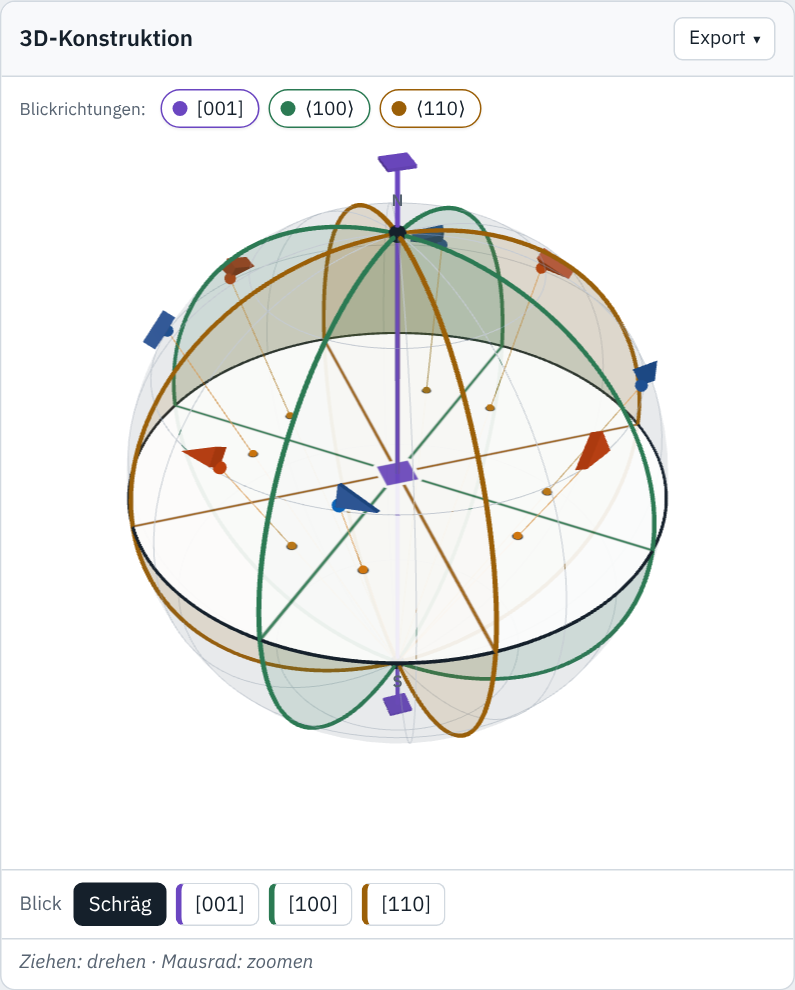 3D-Konstruktion
Export ▾
Blickrichtungen: [001] ⟨100⟩ ⟨110⟩
N
S
Blick Schräg [001] [100] [110]
Ziehen: drehen · Mausrad: zoomen